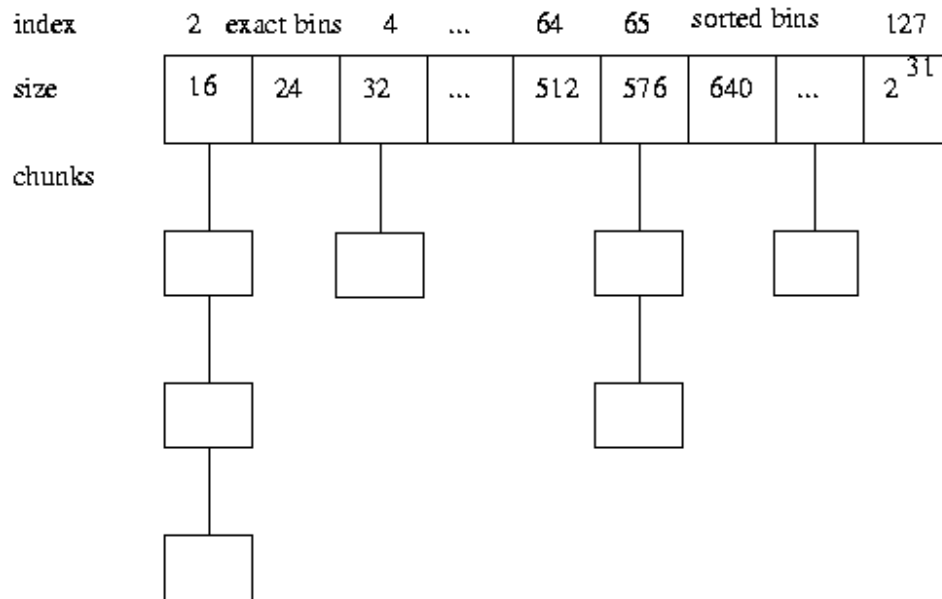 index 2 exact bins 4 ... 64 65 sorted bins 127
size 16 24 32 ... 512 576 640 ... 2 31
chunks